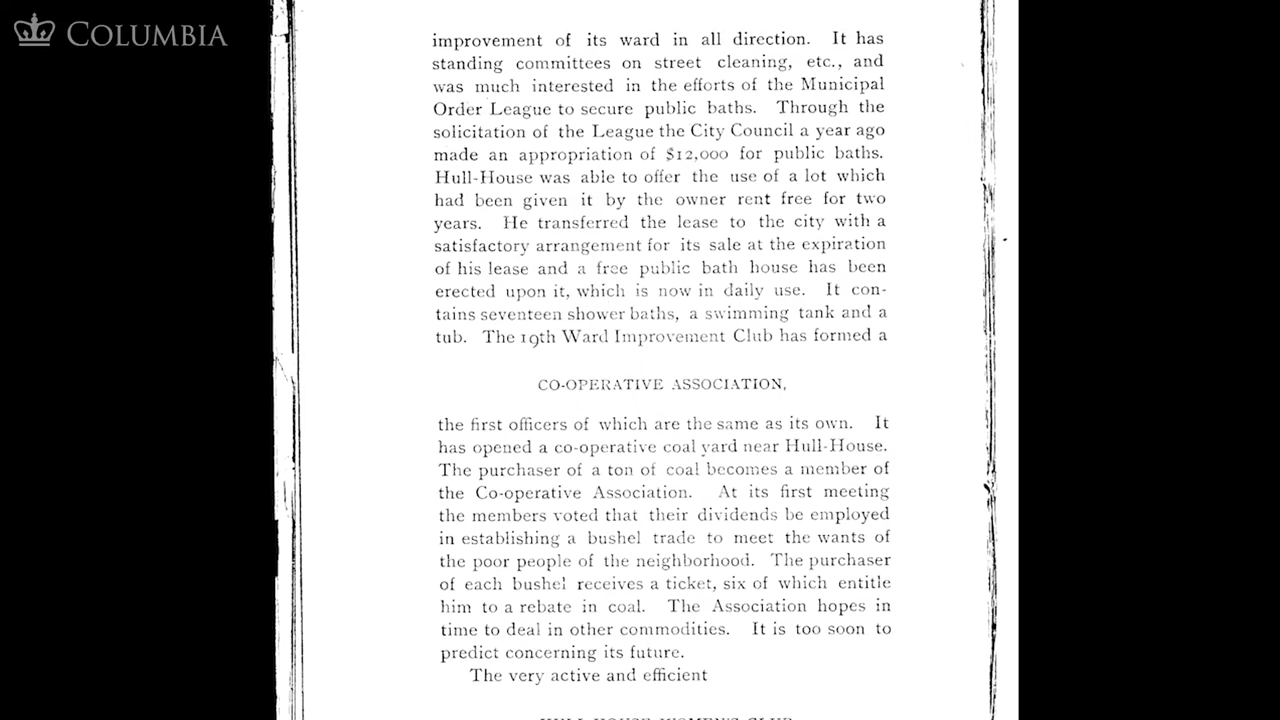 COLUMBIA
improvement of its ward in all direction. It has
standing committees on street cleaning, etc., and
was much interested in the efforts of the Municipal
Order League to secure public baths. Through the
solicitation of the League the City Council a year ago
made an appropriation of $12,000 for public baths.
Hull-House was able to offer the use of a lot which
had been given it by the owner rent free for two
years. He transferred the lease to the city with a
satisfactory arrangement for its sale at the expiration
of his lease and a free public bath house has been
erected upon it, which is now in daily use. It con-
tains seventeen shower baths, a swimming tank and a
tub. The 19th Ward Improvement Club has formed a
CO-OPERATIVE ASSOCIATION,
the first officers of which are the same as its own. It
has opened a co-operative coal yard near Hull-House.
The purchaser of a ton of coal becomes a member of
the Co-operative Association. At its first meeting
the members voted that their dividends be employed
in establishing a bushel trade to meet the wants of
the poor people of the neighborhood. The purchaser
of each bushel receives a ticket, six of which entitle
him to a rebate in coal. The Association hopes in
time to deal in other commodities. It is too soon to
predict concerning its future.
The very active and efficient
HULL-HOUSE WOMEN'S CLUB